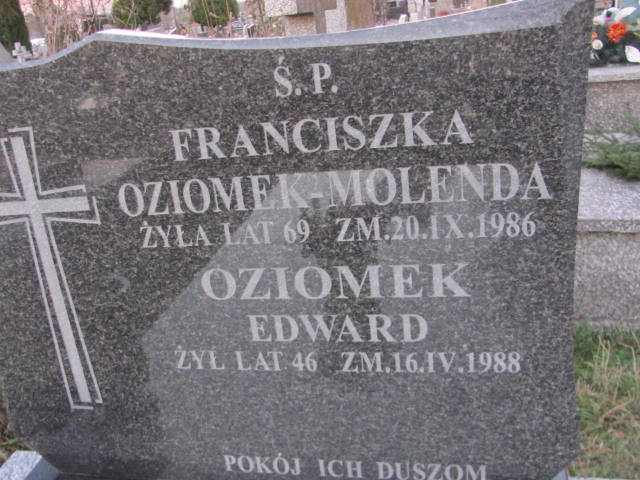 Ś.P.
FRANCISZKA
OZIOMEK-MOLENDA
ŻYŁA LAT 69 ZM.20.IX.1986
OZIOMEK
EDWARD
ŻYŁ LAT 46 ZM.16.IV.1988
POKÓJ ICH DUSZOM